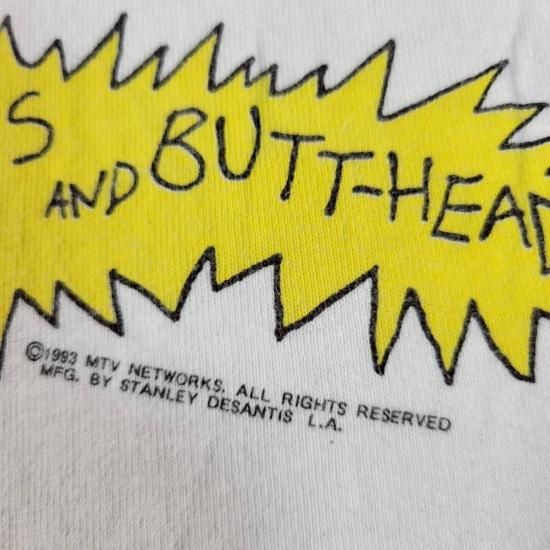 S
AND BUTT-HEAD
©1993 MTV NETWORKS. ALL RIGHTS RESERVED
MFG. BY STANLEY DESANTIS L.A.